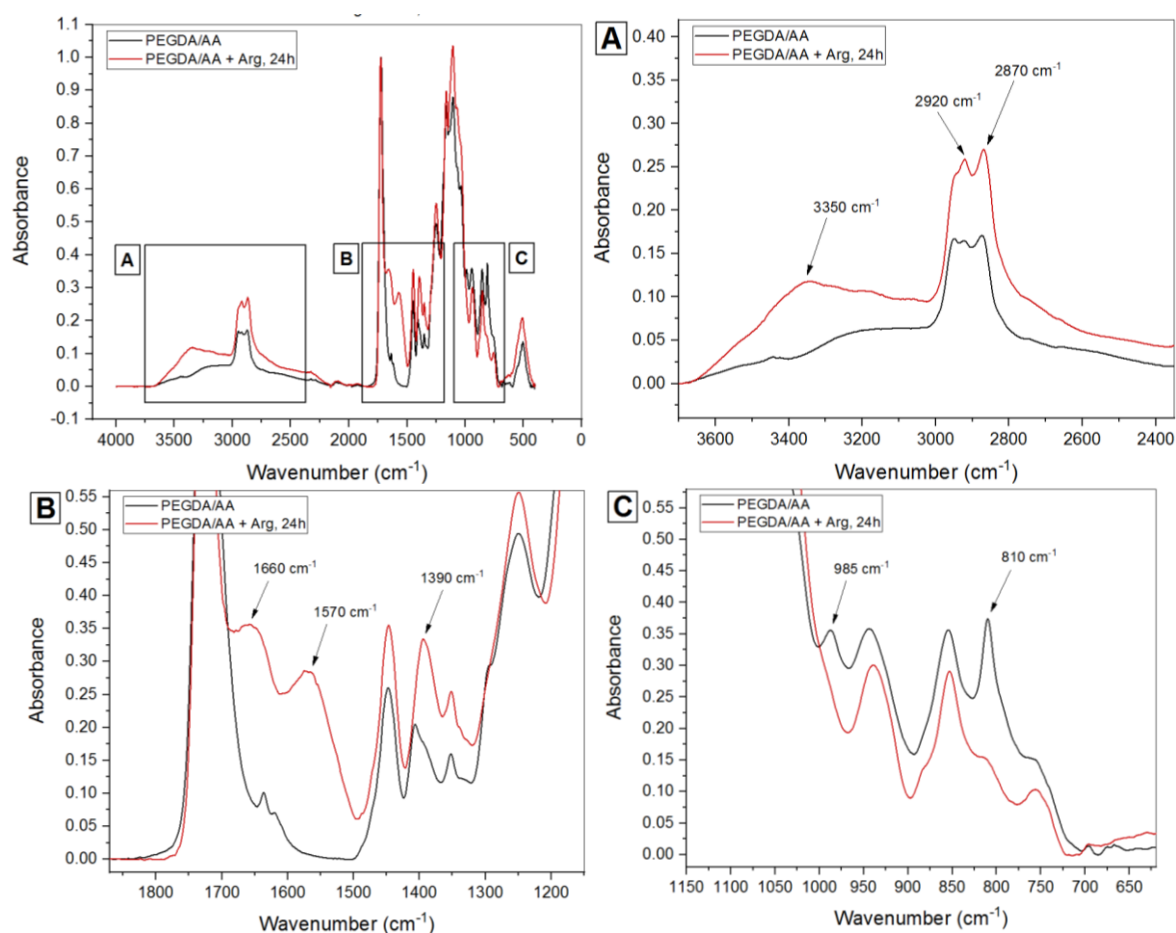 1.1
1.0
0.9
0.8
0.7
0.6
0.5
0.4
0.3
0.2
0.1
0.0
-0.1
Absorbance
PEGDA/AA
PEGDA/AA + Arg, 24h
A
B
C
4000 3500 3000 2500 2000 1500 1000 500 0
Wavenumber (cm⁻¹)
A
0.40
0.35
0.30
0.25
0.20
0.15
0.10
0.05
0.00
Absorbance
PEGDA/AA
PEGDA/AA + Arg, 24h
2920 cm⁻¹
2870 cm⁻¹
3350 cm⁻¹
3600 3400 3200 3000 2800 2600 2400
Wavenumber (cm⁻¹)
B
0.55
0.50
0.45
0.40
0.35
0.30
0.25
0.20
0.15
0.10
0.05
0.00
Absorbance
PEGDA/AA
PEGDA/AA + Arg, 24h
1660 cm⁻¹
1570 cm⁻¹
1390 cm⁻¹
1800 1700 1600 1500 1400 1300 1200
Wavenumber (cm⁻¹)
C
0.55
0.50
0.45
0.40
0.35
0.30
0.25
0.20
0.15
0.10
0.05
0.00
Absorbance
PEGDA/AA
PEGDA/AA + Arg, 24h
985 cm⁻¹
810 cm⁻¹
1150 1100 1050 1000 950 900 850 800 750 700 650
Wavenumber (cm⁻¹)